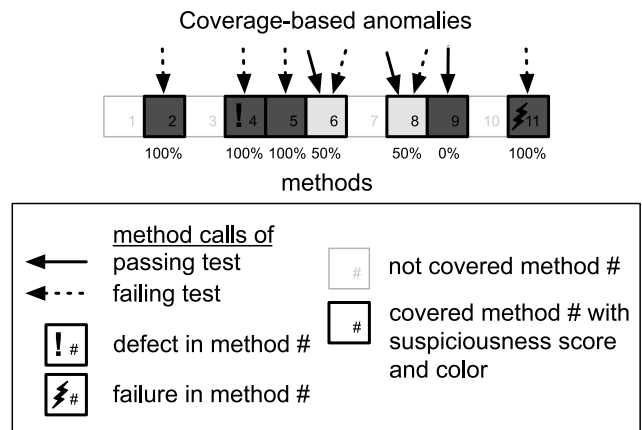 Coverage-based anomalies
1 2 3 ! 4 5 6 7 8 9 10 11
100% 100% 100% 50% 50% 0% 100%
methods
method calls of
passing test
failing test
! # defect in method #
# failure in method #
# not covered method #
# covered method # with
suspiciousness score
and color